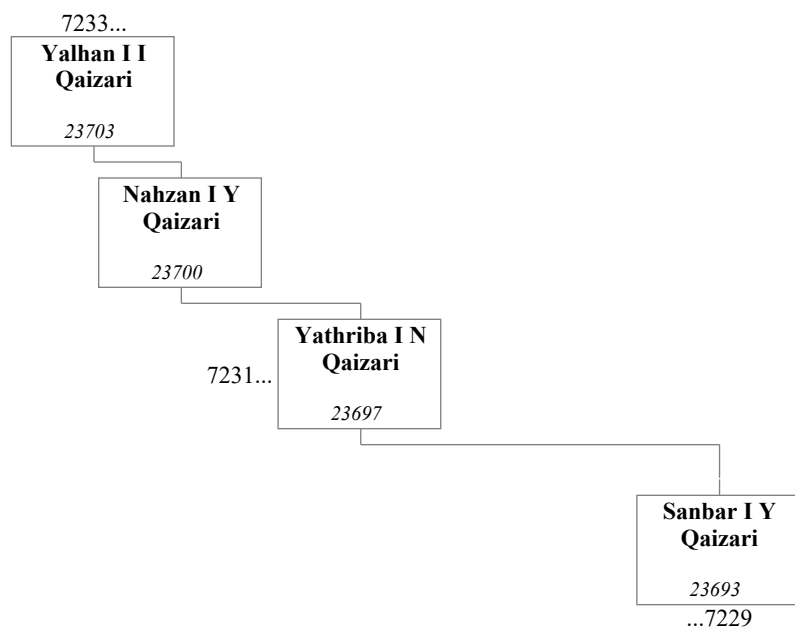 7233...
Yalhan I I
Qaizari
23703
Nahzan I Y
Qaizari
23700
Yathriba I N
Qaizari
7231...
23697
Sanbar I Y
Qaizari
23693
...7229